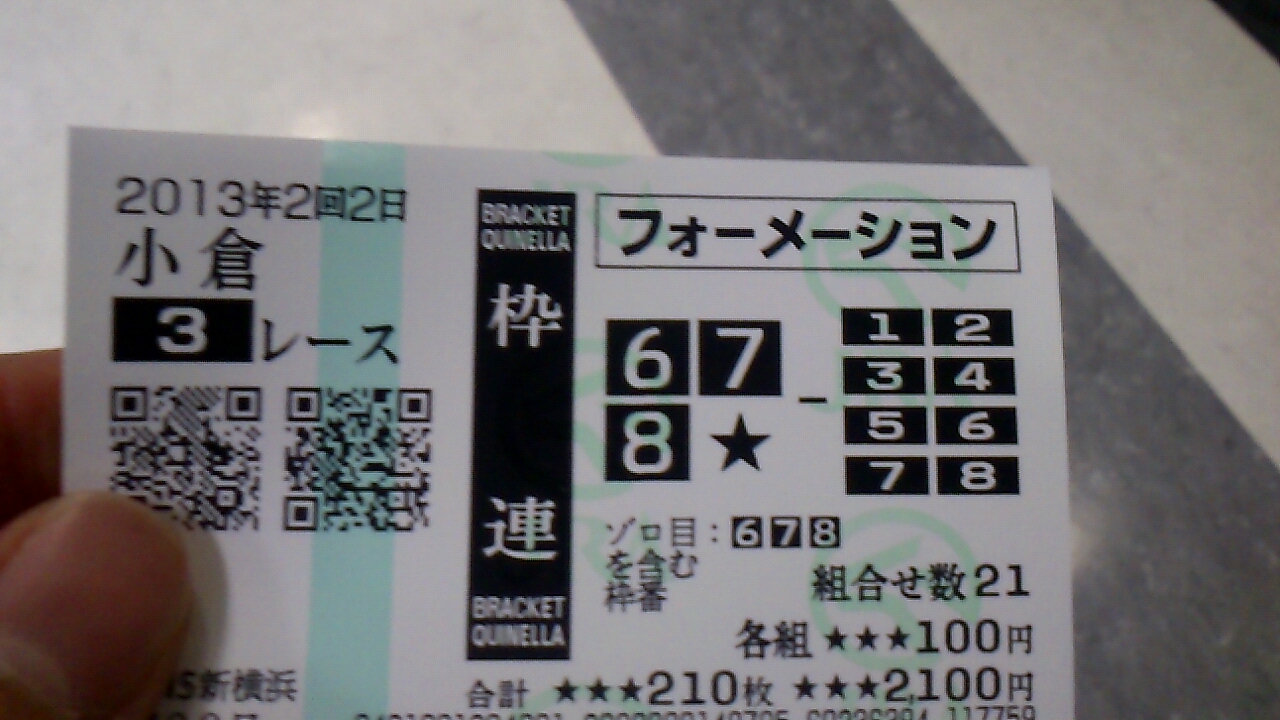 2013年2回2日
小倉
3レース
BRACKET
QUINELLA
枠連
BRACKET
QUINELLA
フォーメーション
6 7
8 ★
-
1 2
3 4
5 6
7 8
ゾロ目:678
を含む
枠番
組合せ数21
各組 ★★★100円
新横浜
合計 ★★★210枚 ★★★2,100円